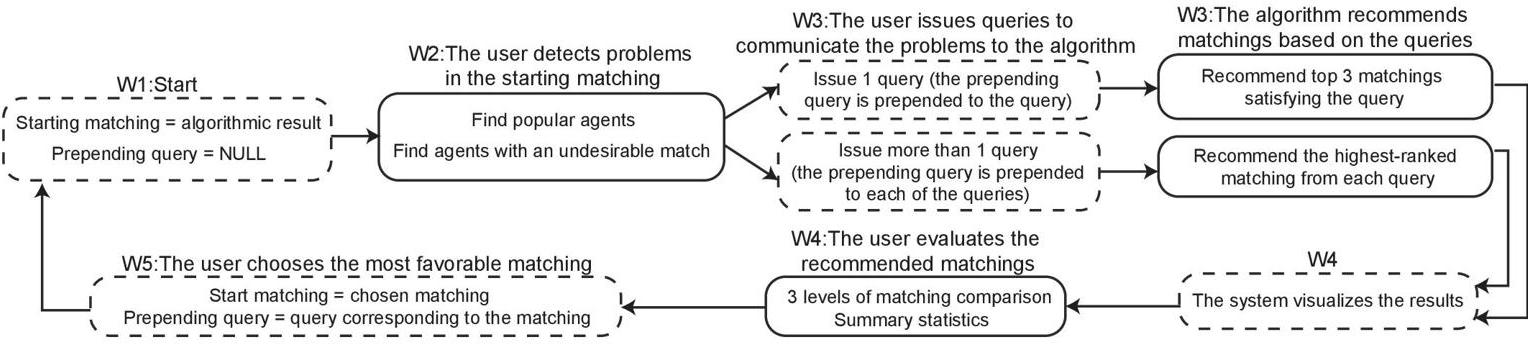 W1:Start
Starting matching = algorithmic result
Prepending query = NULL
W2:The user detects problems
in the starting matching
Find popular agents
Find agents with an undesirable match
W3:The user issues queries to
communicate the problems to the algorithm
Issue 1 query (the prepending
query is prepended to the query)
Issue more than 1 query
(the prepending query is prepended
to each of the queries)
W3:The algorithm recommends
matchings based on the queries
Recommend top 3 matchings
satisfying the query
Recommend the highest-ranked
matching from each query
W4
The system visualizes the results
W4:The user evaluates the
recommended matchings
3 levels of matching comparison
Summary statistics
W5:The user chooses the most favorable matching
Start matching = chosen matching
Prepending query = query corresponding to the matching